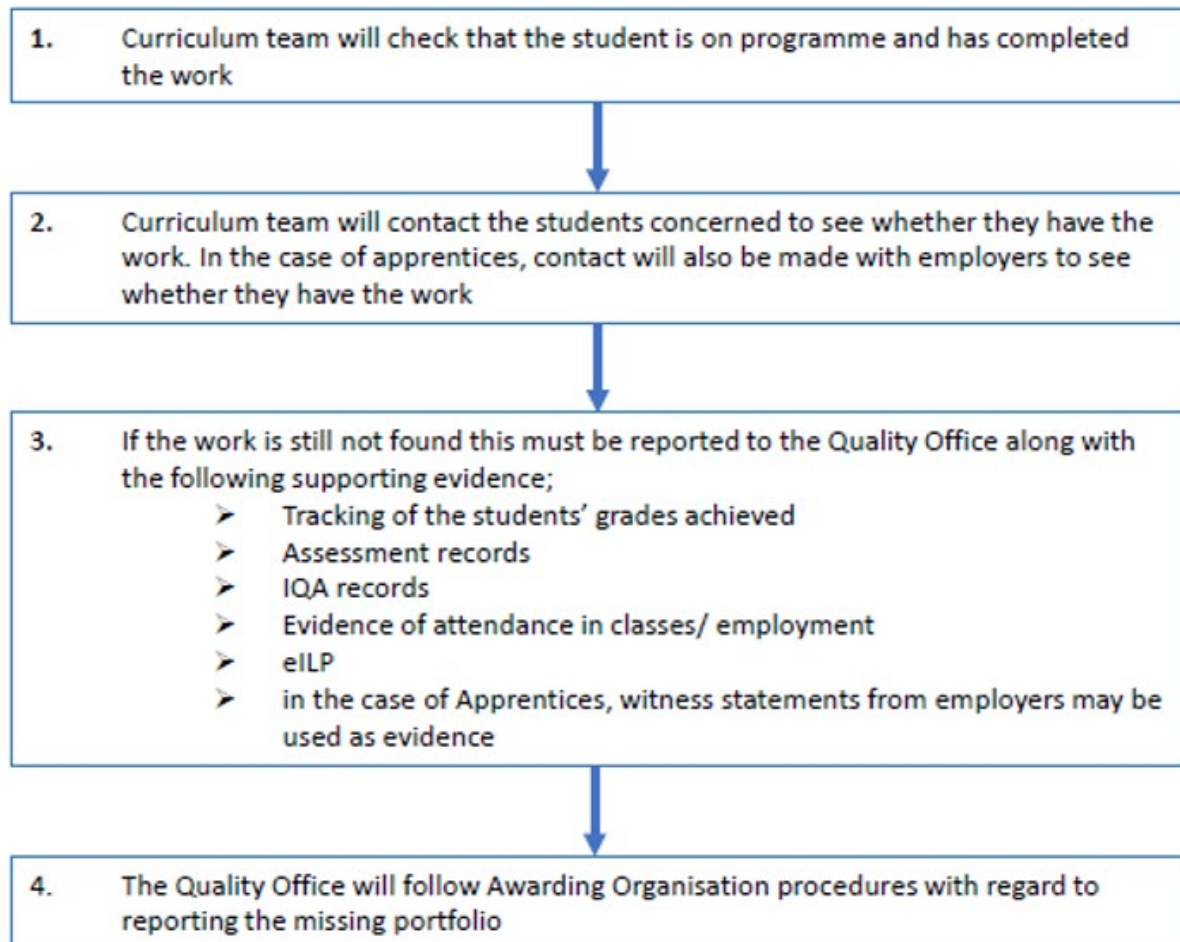 1. Curriculum team will check that the student is on programme and has completed
the work
2. Curriculum team will contact the students concerned to see whether they have the
work. In the case of apprentices, contact will also be made with employers to see
whether they have the work
3. If the work is still not found this must be reported to the Quality Office along with
the following supporting evidence;
➤ Tracking of the students’ grades achieved
➤ Assessment records
➤ IQA records
➤ Evidence of attendance in classes/ employment
➤ eILP
➤ in the case of Apprentices, witness statements from employers may be
used as evidence
4. The Quality Office will follow Awarding Organisation procedures with regard to
reporting the missing portfolio